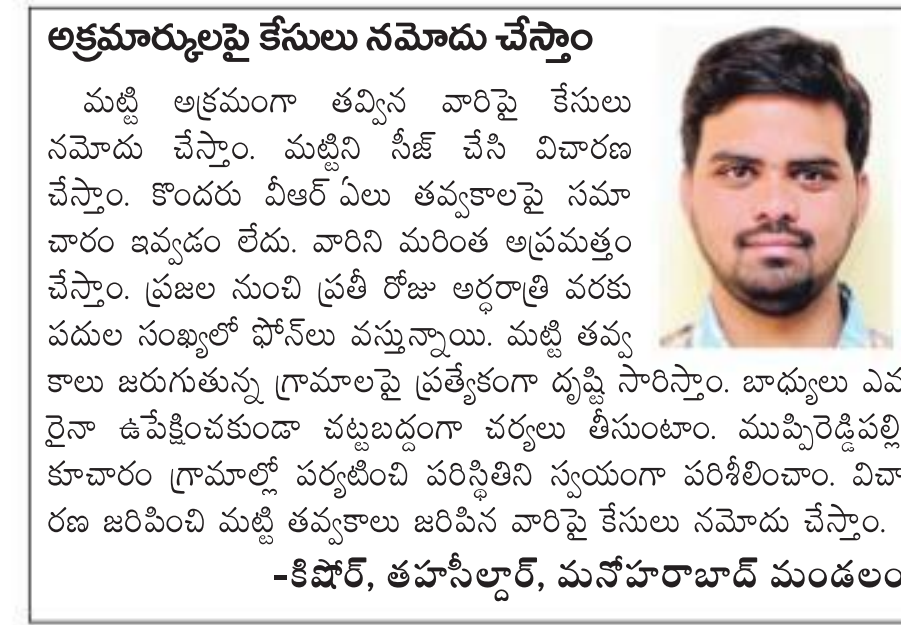 అక్రమార్కులపై కేసులు నమోదు చేస్తాం
మట్టి అక్రమంగా తవ్విన వారిపై కేసులు
నమోదు చేస్తాం. మట్టిని సీజ్ చేసి విచారణ
చేస్తాం. కొందరు వీఆర్ ఏలు తవ్వకాలపై సమా
చారం ఇవ్వడం లేదు. వారిని మరింత అప్రమత్తం
చేస్తాం. ప్రజల నుంచి ప్రతీ రోజు అర్ధరాత్రి వరకు
పదుల సంఖ్యలో ఫోన్‌లు వస్తున్నాయి. మట్టి తవ్వ
కాలు జరుగుతున్న గ్రామాలపై ప్రత్యేకంగా దృష్టి సారిస్తాం. బాధ్యులు ఎవ
రైనా ఉపేక్షించకుండా చట్టబద్దంగా చర్యలు తీసుంటాం. ముప్పిరెడ్డిపల్లి
కూచారం గ్రామాల్లో పర్యటించి పరిస్థితిని స్వయంగా పరిశీలించాం. విచా
రణ జరిపించి మట్టి తవ్వకాలు జరిపిన వారిపై కేసులు నమోదు చేస్తాం.
-కిషోర్, తహసీల్దార్, మనోహరాబాద్ మండలం